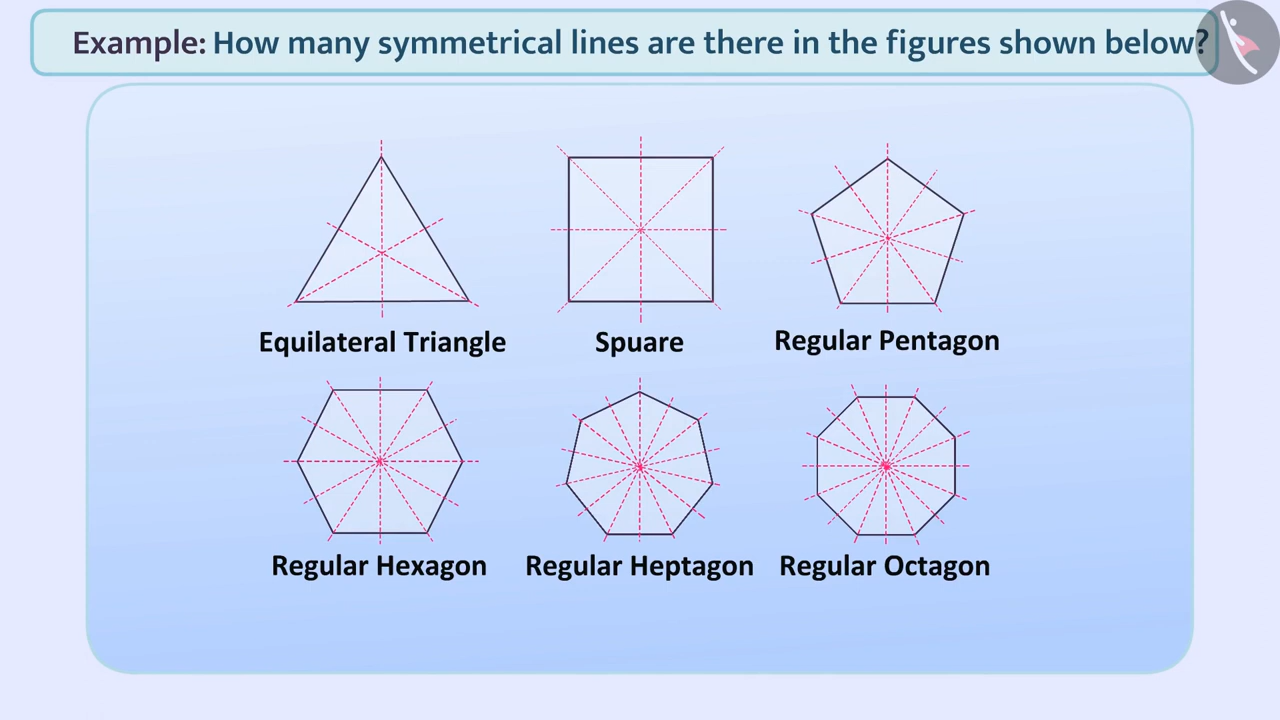 Example: How many symmetrical lines are there in the figures shown below?
Equilateral Triangle
Spuare
Regular Pentagon
Regular Hexagon
Regular Heptagon
Regular Octagon